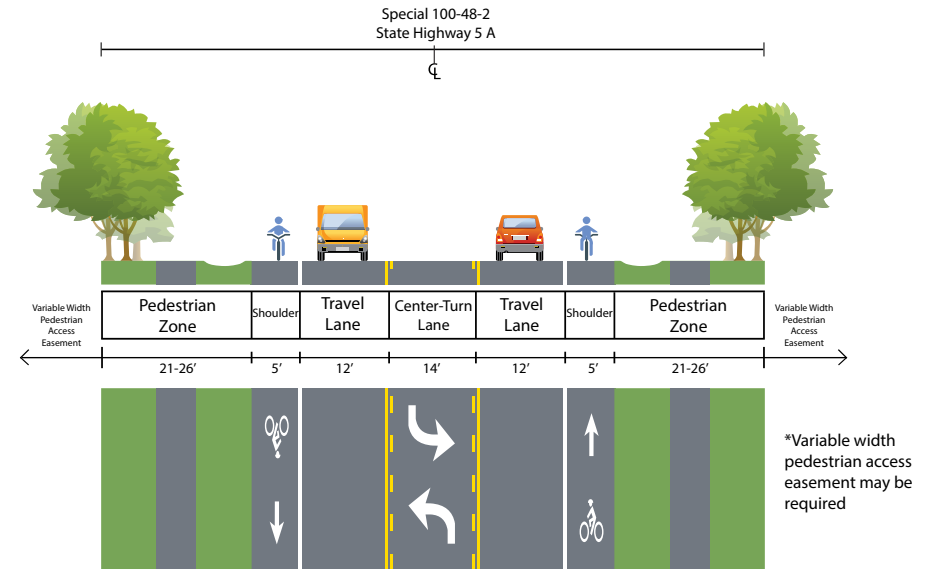 Special 100-48-2
State Highway 5 A
℄
Variable Width
Pedestrian
Access
Easement
Pedestrian
Zone
Shoulder
Travel
Lane
Center-Turn
Lane
Travel
Lane
Shoulder
Pedestrian
Zone
Variable Width
Pedestrian
Access
Easement
21-26’
5’
12’
14’
12’
5’
21-26’
*Variable width
pedestrian access
easement may be
required